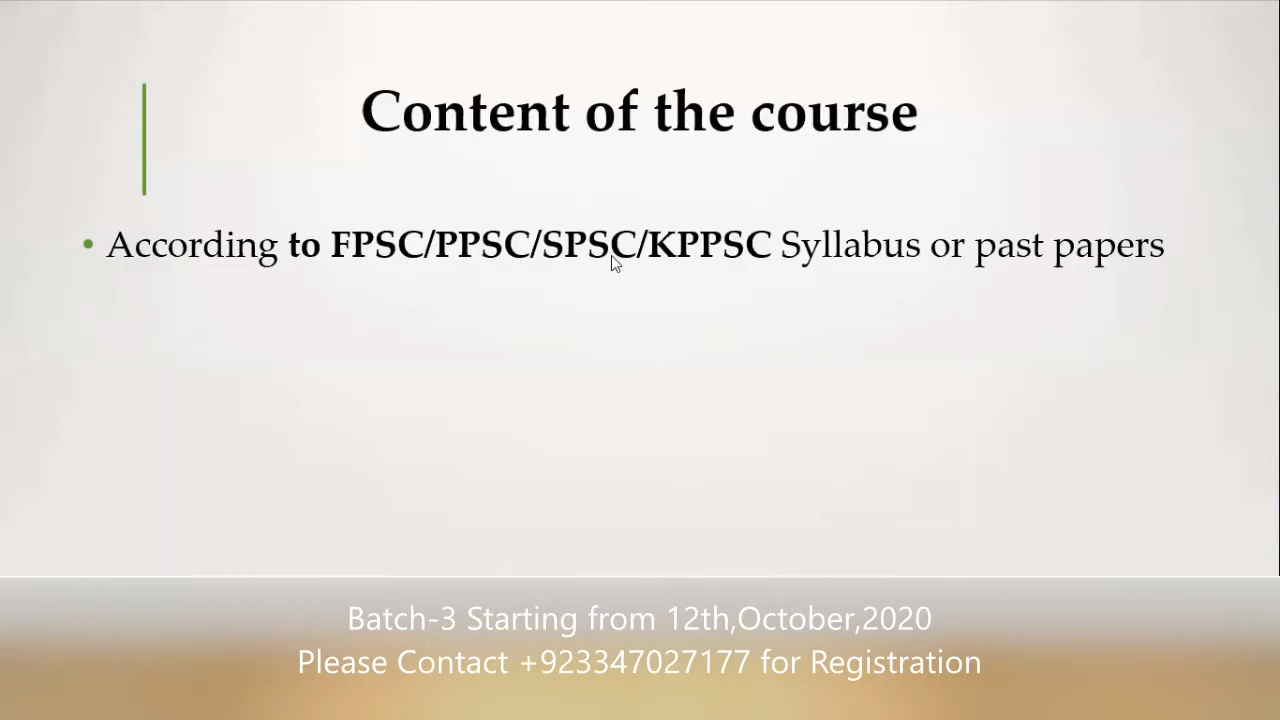 Content of the course
• According to FPSC/PPSC/SPSC/KPPSC Syllabus or past papers
Batch-3 Starting from 12th,October,2020
Please Contact +923347027177 for Registration